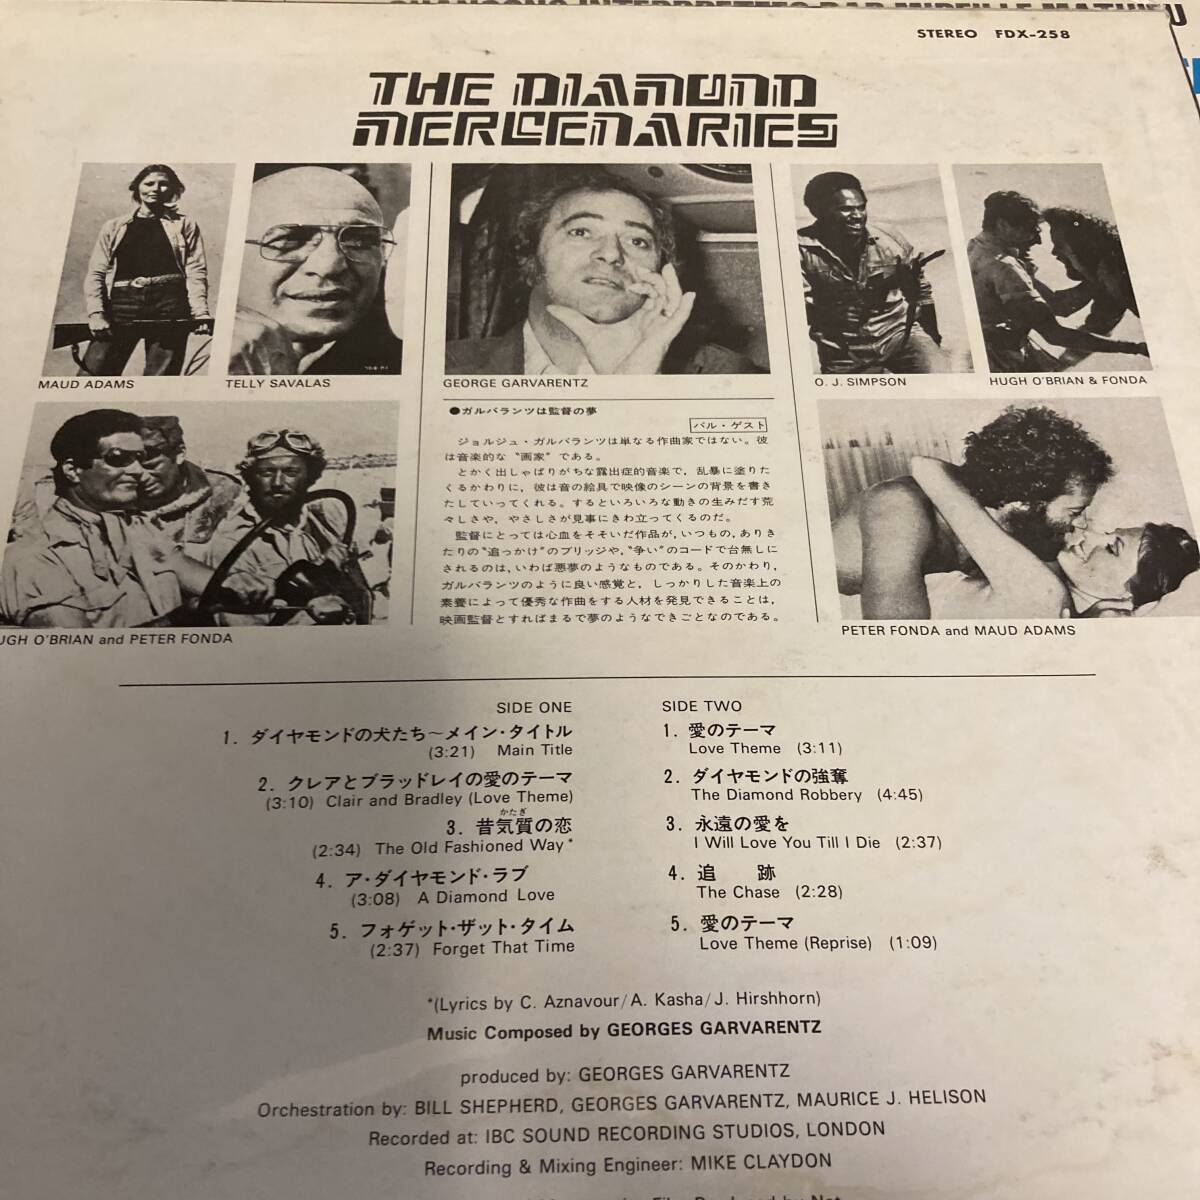 CHANSONS INTERPRETEES PAR MIREILLE MATHIEU
STEREO FDX-258
THE DIAMOND
MERCENARIES
MAUD ADAMS
TELLY SAVALAS
GEORGE GARVARENTZ
O. J. SIMPSON
HUGH O'BRIAN & FONDA
●ガルバランツは監督の夢
バル・ゲスト
ジョルジュ・ガルバランツは単なる作曲家ではない。彼
は音楽的な“画家”である。
とかく出しゃばりがちな露出症的音楽で，乱暴に塗りた
くるかわりに，彼は音の絵具で映像のシーンの背景を書き
たしていってくれる。するといろいろな動きの生みだす荒
々しさや，やさしさが見事にきわ立ってくるのだ。
監督にとっては心血をそそいだ作品が，いつもの，ありき
たりの“追っかけ”のブリッジや，“争い”のコードで台無しに
されるのは，いわば悪夢のようなものである。そのかわり，
ガルバランツのように良い感覚と，しっかりした音楽上の
素養によって優秀な作曲をする人材を発見できることは，
映画監督とすればまるで夢のようなできごとなのである。
UGH O'BRIAN and PETER FONDA
PETER FONDA and MAUD ADAMS
SIDE ONE
1. ダイヤモンドの犬たち～メイン・タイトル
(3:21) Main Title
2. クレアとブラッドレイの愛のテーマ
(3:10) Clair and Bradley (Love Theme)
かたぎ
3. 昔気質の恋
(2:34) The Old Fashioned Way*
4. ア・ダイヤモンド・ラブ
(3:08) A Diamond Love
5. フォゲット・ザット・タイム
(2:37) Forget That Time
SIDE TWO
1. 愛のテーマ
Love Theme (3:11)
2. ダイヤモンドの強奪
The Diamond Robbery (4:45)
3. 永遠の愛を
I Will Love You Till I Die (2:37)
4. 追 跡
The Chase (2:28)
5. 愛のテーマ
Love Theme (Reprise) (1:09)
*(Lyrics by C. Aznavour/A. Kasha/J. Hirshhorn)
Music Composed by GEORGES GARVARENTZ
produced by: GEORGES GARVARENTZ
Orchestration by: BILL SHEPHERD, GEORGES GARVARENTZ, MAURICE J. HELISON
Recorded at: IBC SOUND RECORDING STUDIOS, LONDON
Recording & Mixing Engineer: MIKE CLAYDON